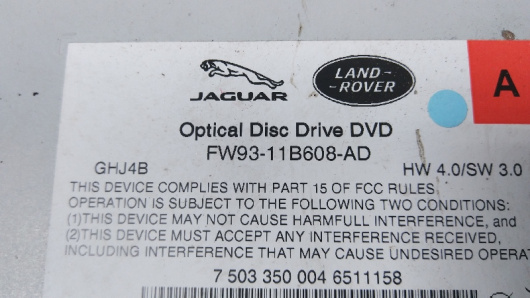 JAGUAR
LAND-
ROVER
A
Optical Disc Drive DVD
FW93-11B608-AD
GHJ4B HW 4.0/SW 3.0
THIS DEVICE COMPLIES WITH PART 15 OF FCC RULES
OPERATION IS SUBJECT TO THE FOLLOWING TWO CONDITIONS:
(1)THIS DEVICE MAY NOT CAUSE HARMFULL INTERFERENCE, and
(2)THIS DEVICE MUST ACCEPT ANY INTERFERENCE RECEIVED,
INCLUDING INTERFERENCE THAT MAY CAUSE UNDESIRED
7 503 350 004 6511158